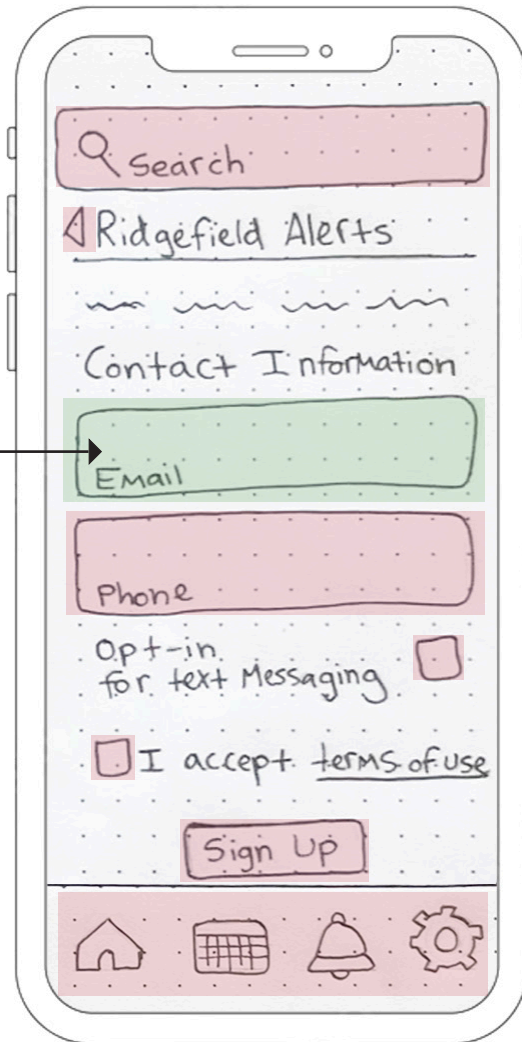 Search
Ridgefield Alerts
Contact Information
Email
Phone
Opt-in
for text Messaging
I accept terms of use
Sign Up